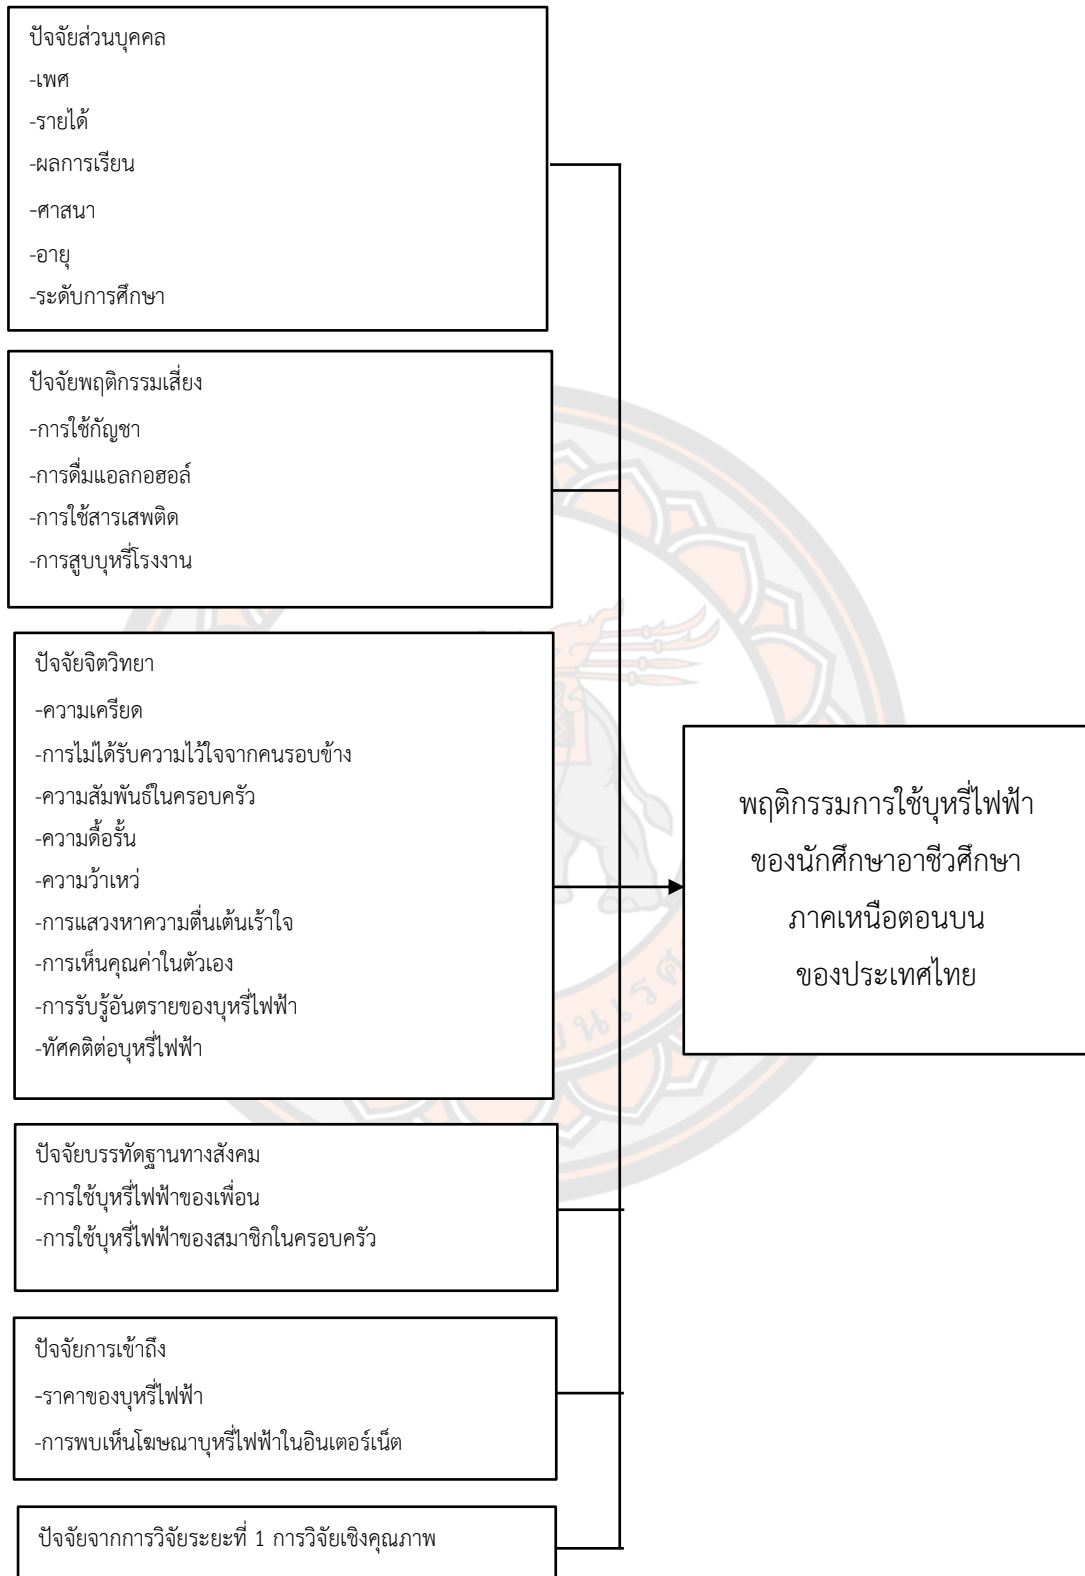 ปัจจัยส่วนบุคคล
-เพศ
-รายได้
-ผลการเรียน
-ศาสนา
-อายุ
-ระดับการศึกษา
ปัจจัยพฤติกรรมเสี่ยง
-การใช้กัญชา
-การดื่มแอลกอฮอล์
-การใช้สารเสพติด
-การสูบบุหรี่โรงงาน
ปัจจัยจิตวิทยา
-ความเครียด
-การไม่ได้รับความไว้ใจจากคนรอบข้าง
-ความสัมพันธ์ในครอบครัว
-ความดื้อรั้น
-ความว้าเหว่
-การแสวงหาความตื่นเต้นเร้าใจ
-การเห็นคุณค่าในตัวเอง
-การรับรู้อันตรายของบุหรี่ไฟฟ้า
-ทัศคติต่อบุหรี่ไฟฟ้า
พฤติกรรมการใช้บุหรี่ไฟฟ้า
ของนักศึกษาอาชีวศึกษา
ภาคเหนือตอนบน
ของประเทศไทย
ปัจจัยบรรทัดฐานทางสังคม
-การใช้บุหรี่ไฟฟ้าของเพื่อน
-การใช้บุหรี่ไฟฟ้าของสมาชิกในครอบครัว
ปัจจัยการเข้าถึง
-ราคาของบุหรี่ไฟฟ้า
-การพบเห็นโฆษณาบุหรี่ไฟฟ้าในอินเตอร์เน็ต
ปัจจัยจากการวิจัยระยะที่ 1 การวิจัยเชิงคุณภาพ